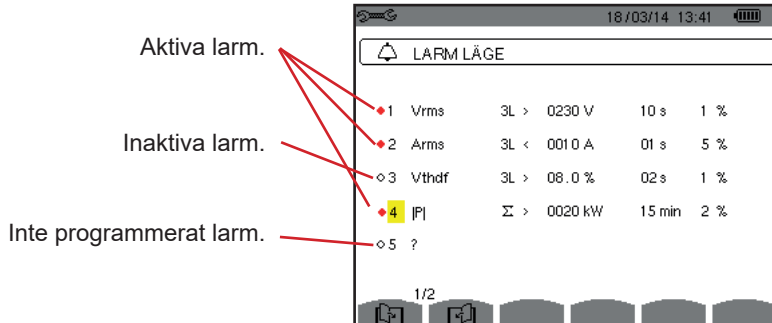 18/03/14 13:41
LARM LÄGE
Aktiva larm.
1 Vrms 3L > 0230 V 10 s 1 %
2 Arms 3L < 0010 A 01 s 5 %
Inaktiva larm.
3 Vthdf 3L > 08.0 % 02 s 1 %
4 |P| Σ > 0020 kW 15 min 2 %
Inte programmerat larm.
5 ?
1/2